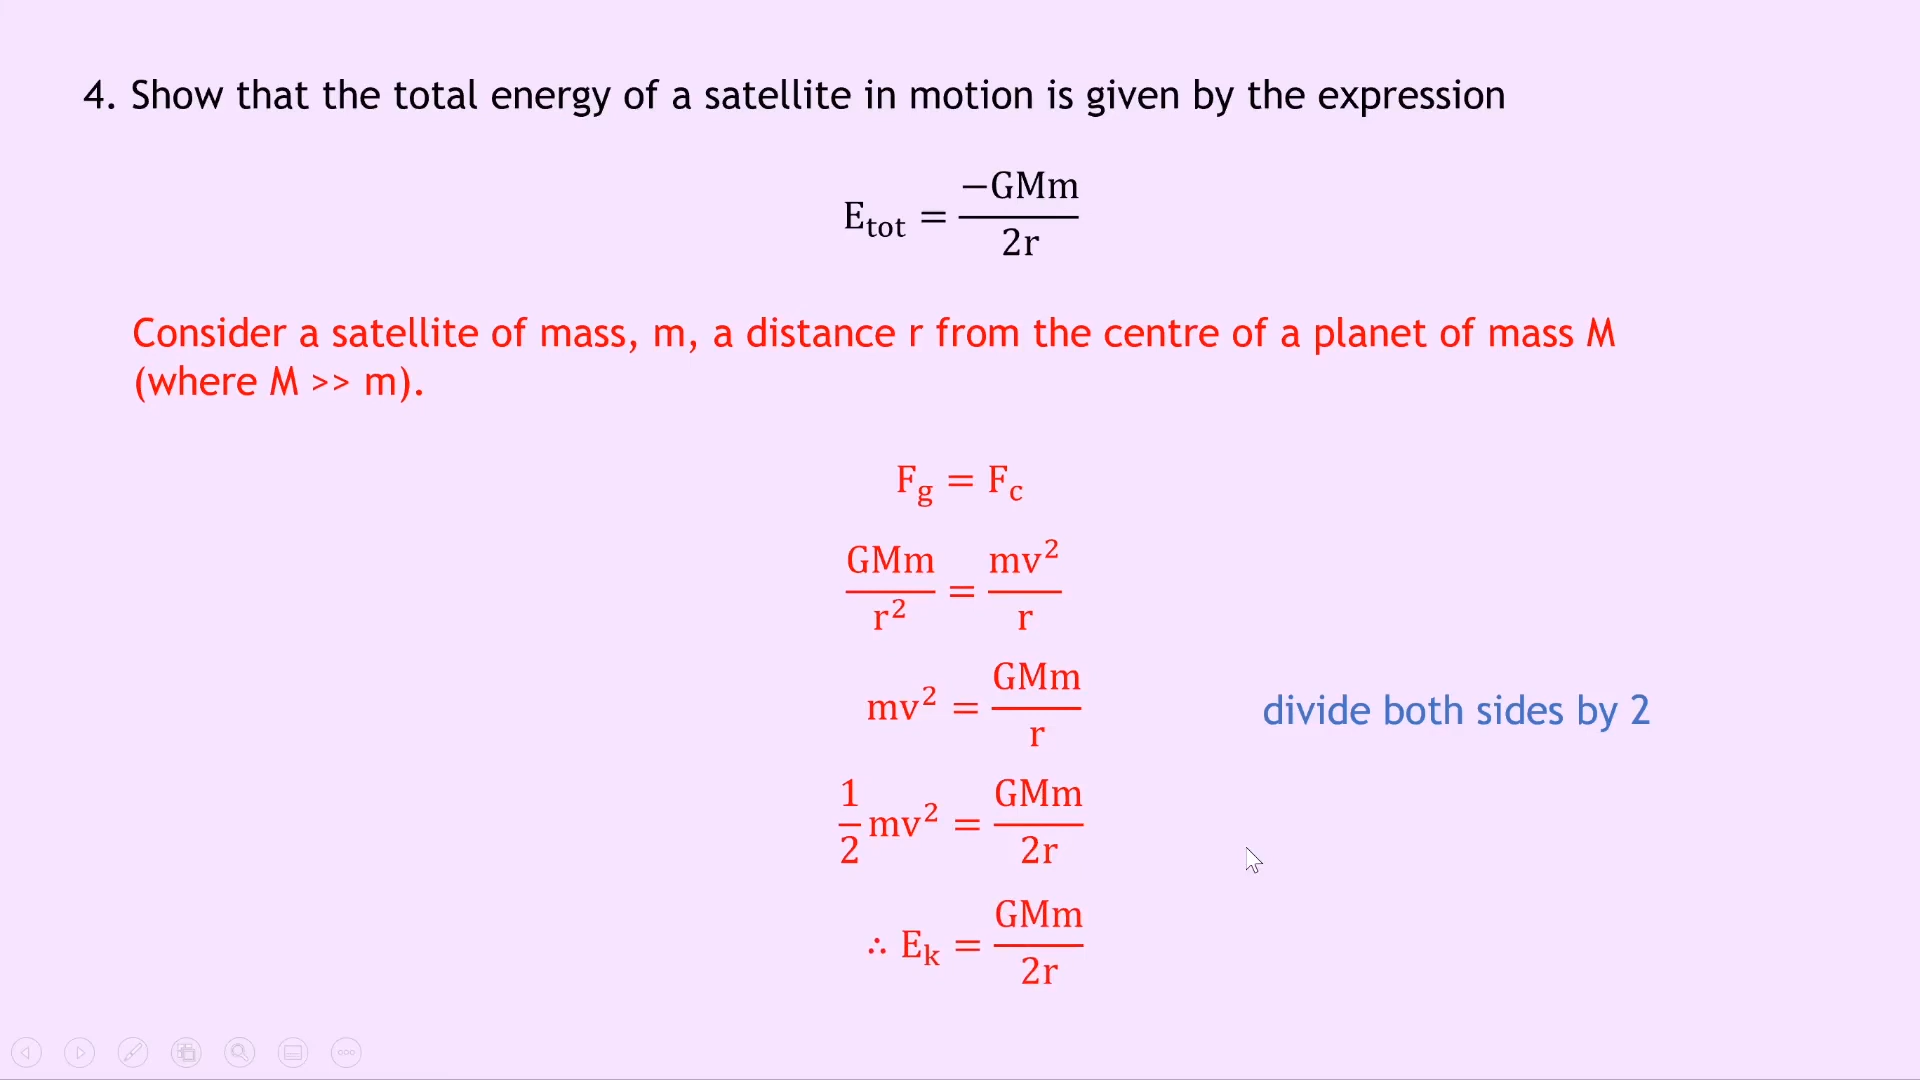 4. Show that the total energy of a satellite in motion is given by the expression
E_tot = −GMm / 2r
Consider a satellite of mass, m, a distance r from the centre of a planet of mass M
(where M >> m).
F_g = F_c
GMm / r² = mv² / r
mv² = GMm / r divide both sides by 2
1/2 mv² = GMm / 2r
∴ E_k = GMm / 2r